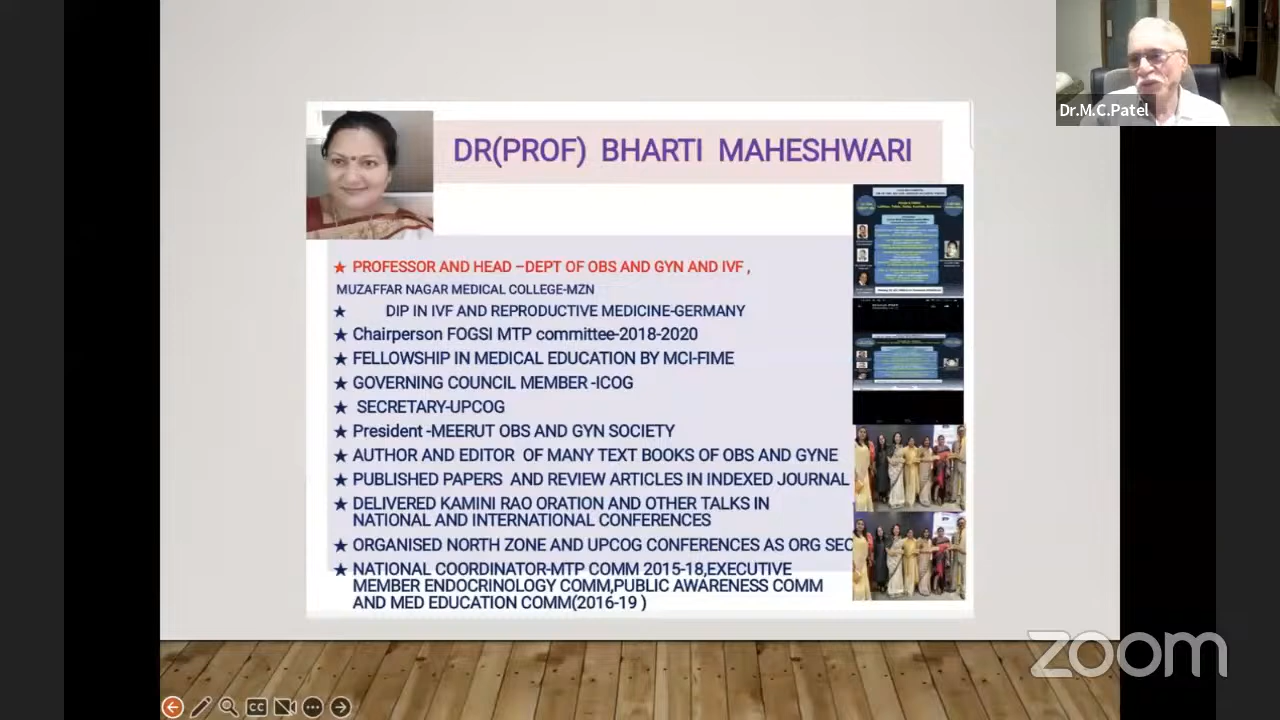 Dr.M.C.Patel
DR(PROF) BHARTI MAHESHWARI
★ PROFESSOR AND HEAD –DEPT OF OBS AND GYN AND IVF ,
MUZAFFAR NAGAR MEDICAL COLLEGE-MZN
★ DIP IN IVF AND REPRODUCTIVE MEDICINE-GERMANY
★ Chairperson FOGSI MTP committee-2018-2020
★ FELLOWSHIP IN MEDICAL EDUCATION BY MCI-FIME
★ GOVERNING COUNCIL MEMBER -ICOG
★ SECRETARY-UPCOG
★ President -MEERUT OBS AND GYN SOCIETY
★ AUTHOR AND EDITOR OF MANY TEXT BOOKS OF OBS AND GYNE
★ PUBLISHED PAPERS AND REVIEW ARTICLES IN INDEXED JOURNAL
★ DELIVERED KAMINI RAO ORATION AND OTHER TALKS IN
NATIONAL AND INTERNATIONAL CONFERENCES
★ ORGANISED NORTH ZONE AND UPCOG CONFERENCES AS ORG SEC
★ NATIONAL COORDINATOR-MTP COMM 2015-18,EXECUTIVE
MEMBER ENDOCRINOLOGY COMM,PUBLIC AWARENESS COMM
AND MED EDUCATION COMM(2016-19 )
zoom
CC